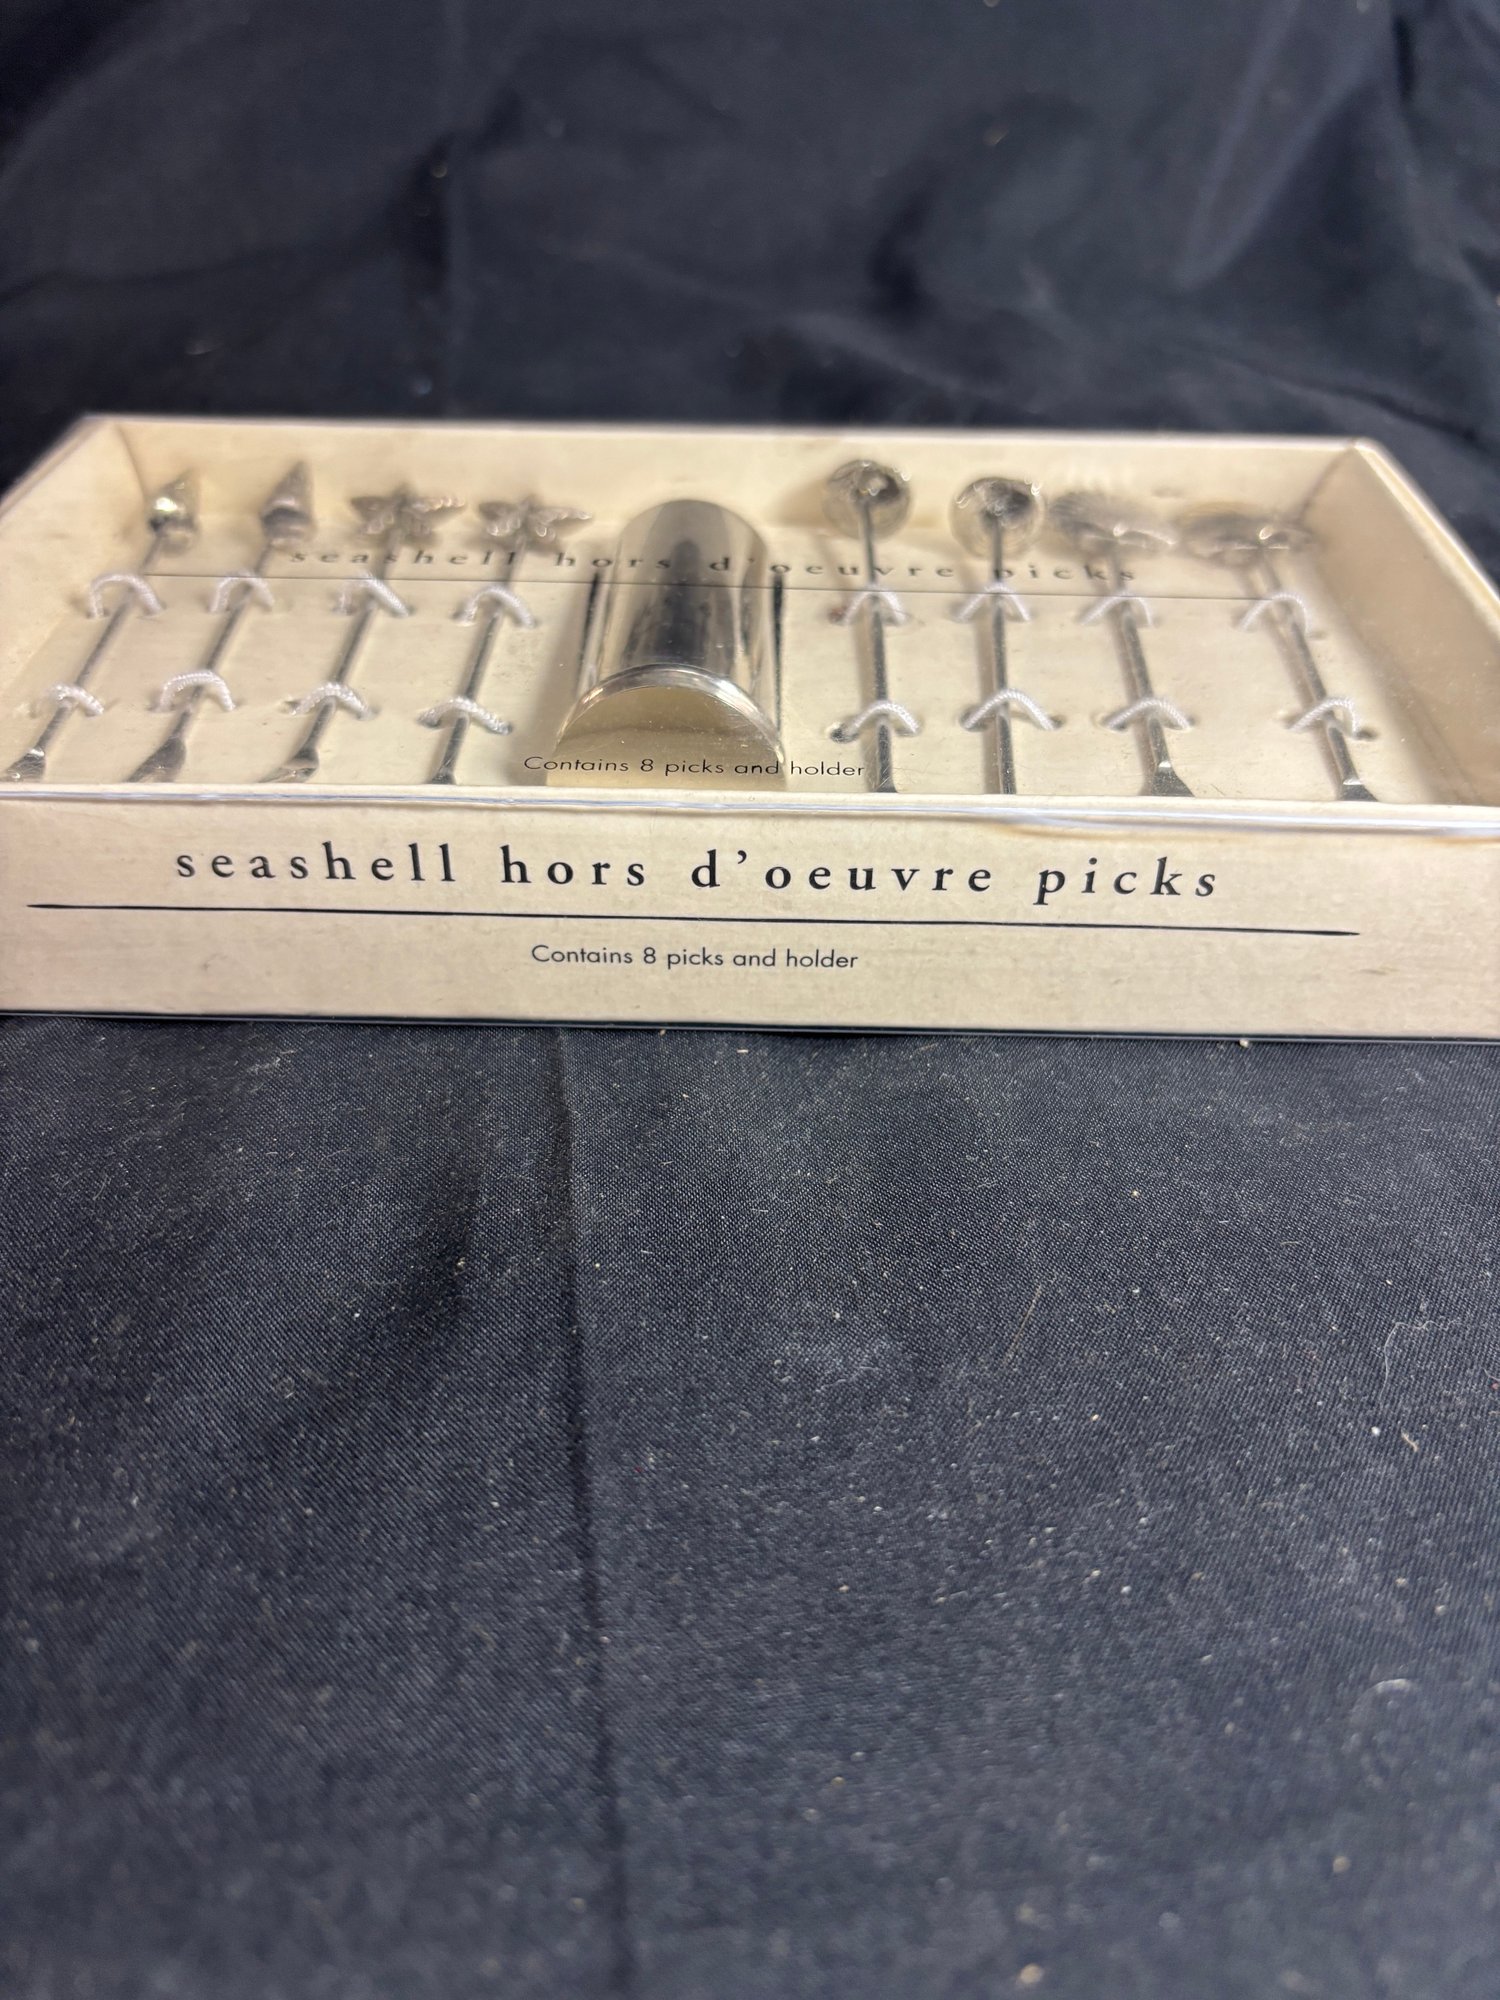 seashell hors d'oeuvre picks
Contains 8 picks and holder
seashell hors d'oeuvre picks
Contains 8 picks and holder